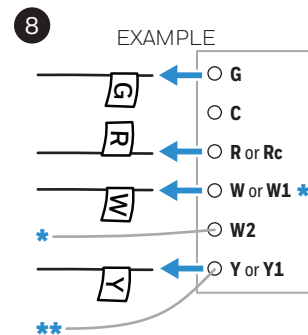 8
EXAMPLE
G G
C
R R or Rc
W W or W1 *
* W2
Y Y or Y1
**